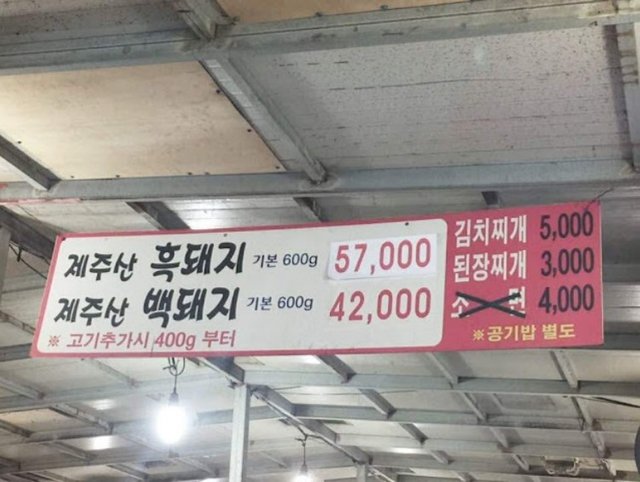 제주산 흑돼지 기본 600g 57,000
제주산 백돼지 기본 600g 42,000
※ 고기추가시 400g 부터
김치찌개 5,000
된장찌개 3,000
소면 4,000
※공기밥 별도